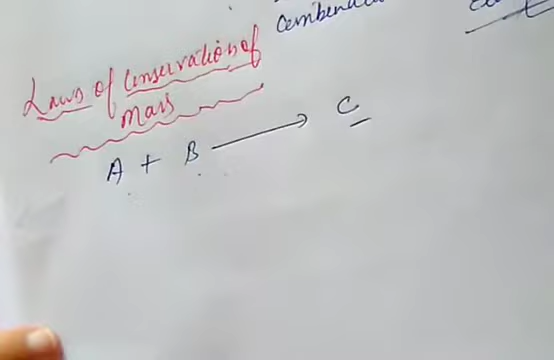 Laws of Conservation of
Mass
A + B ⟶ C